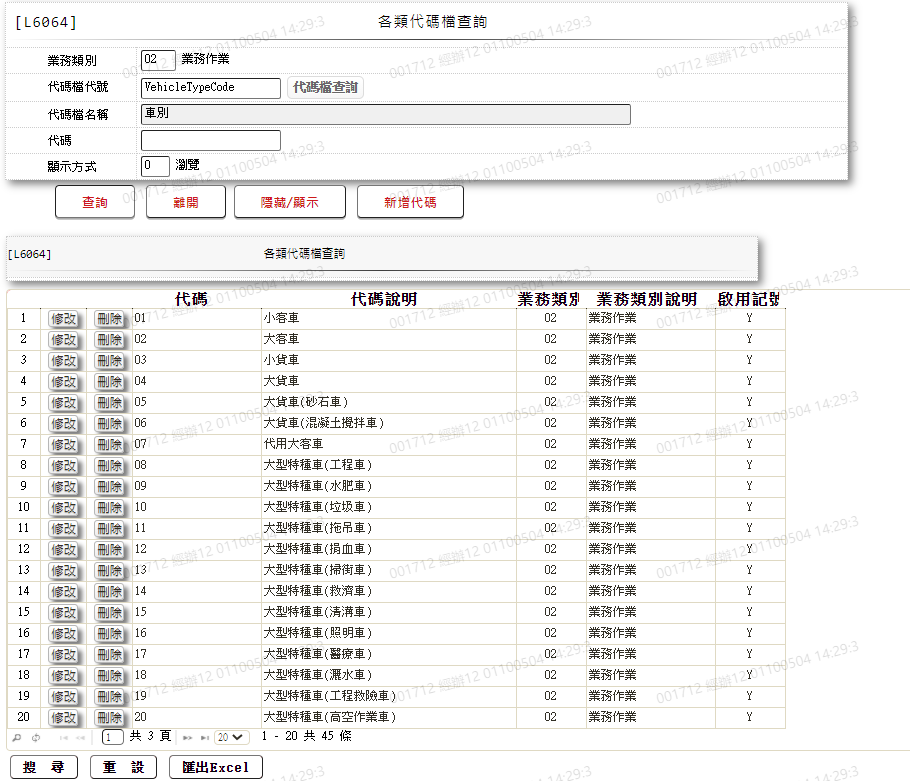 [L6064] 各類代碼檔查詢
業務類別 02 業務作業
代碼檔代號 VehicleTypeCode 代碼檔查詢
代碼檔名稱 車別
代碼
顯示方式 0 瀏覽
查詢 離開 隱藏/顯示 新增代碼
[L6064] 各類代碼檔查詢
代碼 代碼說明 業務類別 業務類別說明 啟用記號
1 修改 刪除 01 小客車 02 業務作業 Y
2 修改 刪除 02 大客車 02 業務作業 Y
3 修改 刪除 03 小貨車 02 業務作業 Y
4 修改 刪除 04 大貨車 02 業務作業 Y
5 修改 刪除 05 大貨車(砂石車) 02 業務作業 Y
6 修改 刪除 06 大貨車(混凝土攪拌車) 02 業務作業 Y
7 修改 刪除 07 代用大客車 02 業務作業 Y
8 修改 刪除 08 大型特種車(工程車) 02 業務作業 Y
9 修改 刪除 09 大型特種車(水肥車) 02 業務作業 Y
10 修改 刪除 10 大型特種車(垃圾車) 02 業務作業 Y
11 修改 刪除 11 大型特種車(拖吊車) 02 業務作業 Y
12 修改 刪除 12 大型特種車(捐血車) 02 業務作業 Y
13 修改 刪除 13 大型特種車(掃街車) 02 業務作業 Y
14 修改 刪除 14 大型特種車(救濟車) 02 業務作業 Y
15 修改 刪除 15 大型特種車(清溝車) 02 業務作業 Y
16 修改 刪除 16 大型特種車(照明車) 02 業務作業 Y
17 修改 刪除 17 大型特種車(醫療車) 02 業務作業 Y
18 修改 刪除 18 大型特種車(灑水車) 02 業務作業 Y
19 修改 刪除 19 大型特種車(工程救險車) 02 業務作業 Y
20 修改 刪除 20 大型特種車(高空作業車) 02 業務作業 Y
1 共 3 頁 20 1 - 20 共 45 條
搜 尋 重 設 匯出Excel
001712 經辦12 01100504 14:29:3